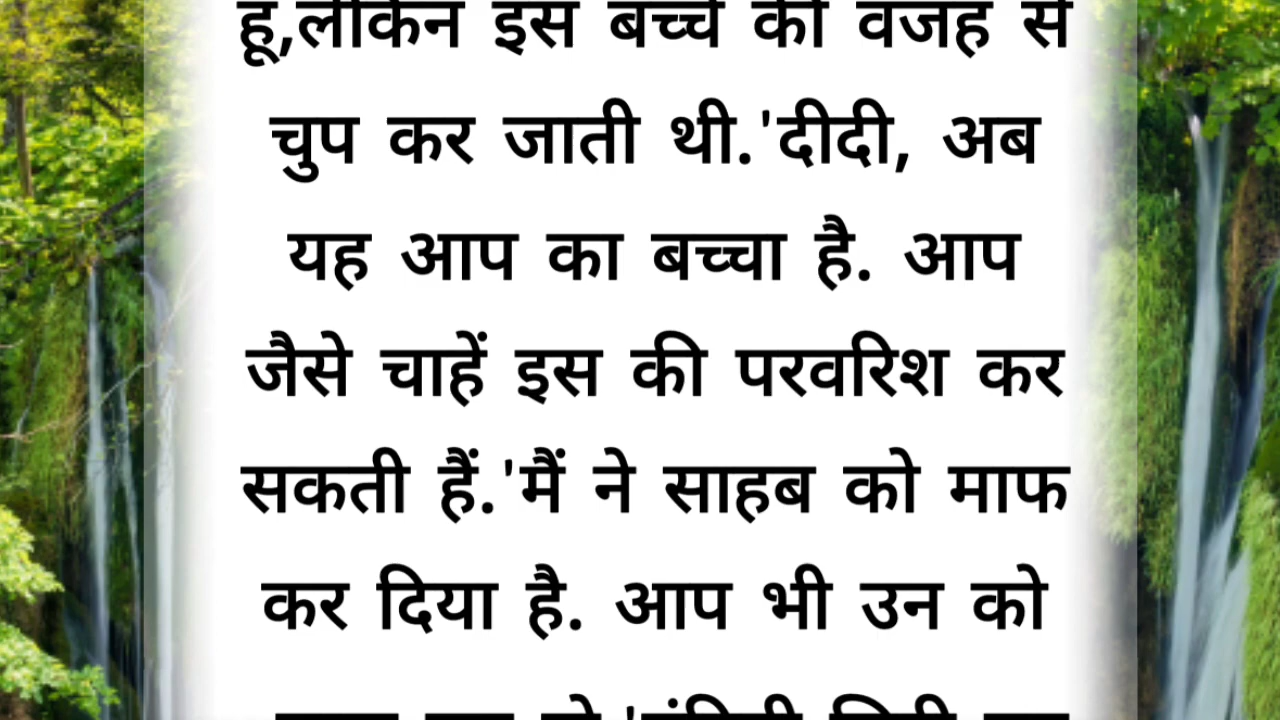 हूं,लेकिन इस बच्चे की वजह से
चुप कर जाती थी.'दीदी, अब
यह आप का बच्चा है. आप
जैसे चाहें इस की परवरिश कर
सकती हैं.'मैं ने साहब को माफ
कर दिया है. आप भी उन को